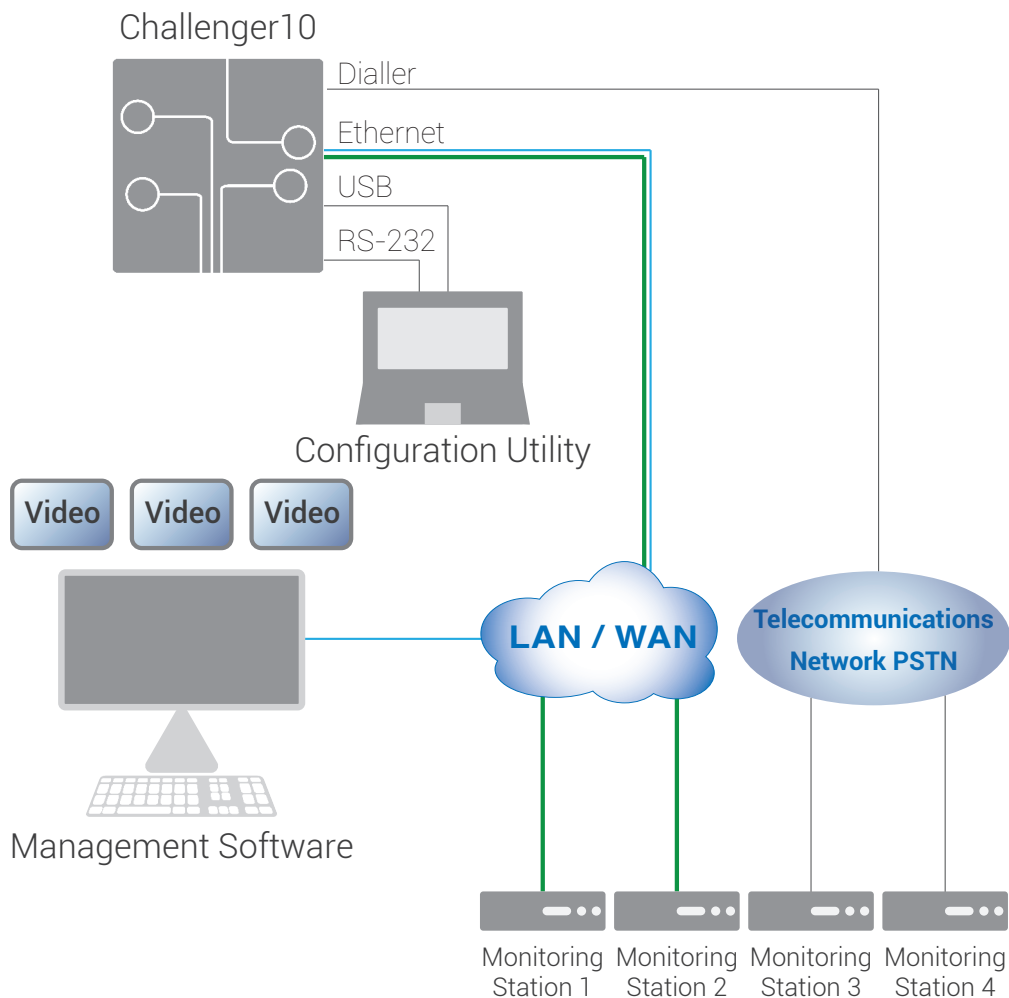 Challenger10
Dialler
Ethernet
USB
RS-232
Configuration Utility
Video
Video
Video
LAN / WAN
Telecommunications
Network PSTN
Management Software
Monitoring
Station 1
Monitoring
Station 2
Monitoring
Station 3
Monitoring
Station 4